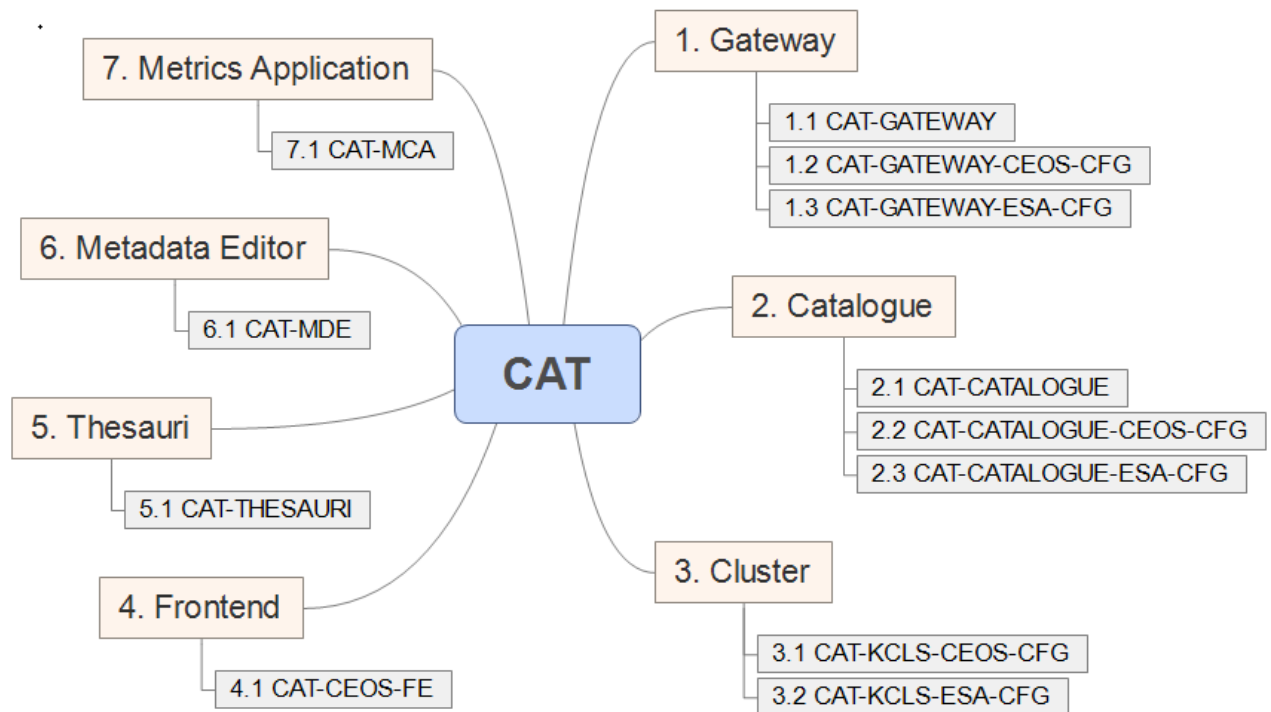 CAT
1. Gateway
1.1 CAT-GATEWAY
1.2 CAT-GATEWAY-CEOS-CFG
1.3 CAT-GATEWAY-ESA-CFG
2. Catalogue
2.1 CAT-CATALOGUE
2.2 CAT-CATALOGUE-CEOS-CFG
2.3 CAT-CATALOGUE-ESA-CFG
3. Cluster
3.1 CAT-KCLS-CEOS-CFG
3.2 CAT-KCLS-ESA-CFG
4. Frontend
4.1 CAT-CEOS-FE
5. Thesauri
5.1 CAT-THESAURI
6. Metadata Editor
6.1 CAT-MDE
7. Metrics Application
7.1 CAT-MCA